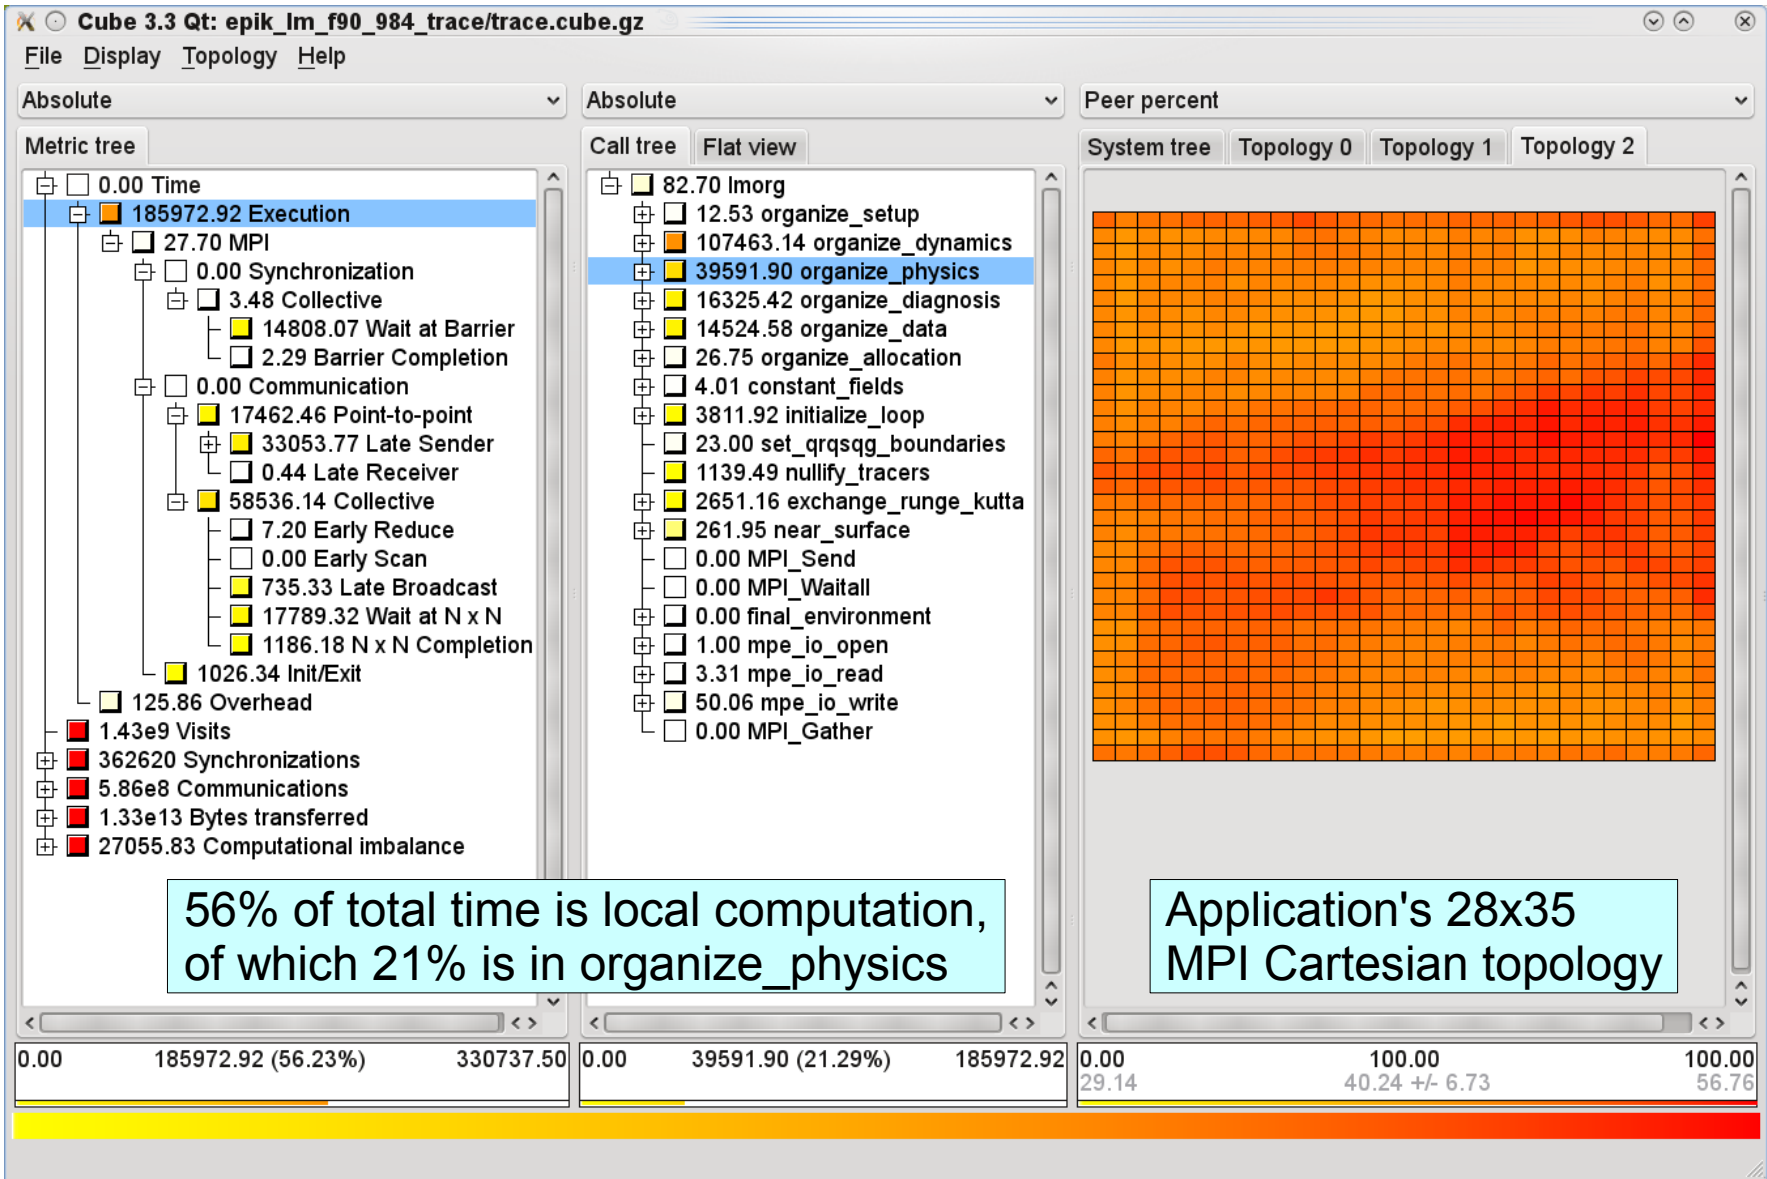 Cube 3.3 Qt: epik_lm_f90_984_trace/trace.cube.gz
File Display Topology Help
Absolute
Absolute
Peer percent
Metric tree
Call tree
Flat view
System tree
Topology 0
Topology 1
Topology 2
0.00 Time
185972.92 Execution
27.70 MPI
0.00 Synchronization
3.48 Collective
14808.07 Wait at Barrier
2.29 Barrier Completion
0.00 Communication
17462.46 Point-to-point
33053.77 Late Sender
0.44 Late Receiver
58536.14 Collective
7.20 Early Reduce
0.00 Early Scan
735.33 Late Broadcast
17789.32 Wait at N x N
1186.18 N x N Completion
1026.34 Init/Exit
125.86 Overhead
1.43e9 Visits
362620 Synchronizations
5.86e8 Communications
1.33e13 Bytes transferred
27055.83 Computational imbalance
82.70 lmorg
12.53 organize_setup
107463.14 organize_dynamics
39591.90 organize_physics
16325.42 organize_diagnosis
14524.58 organize_data
26.75 organize_allocation
4.01 constant_fields
3811.92 initialize_loop
23.00 set_qrqsqg_boundaries
1139.49 nullify_tracers
2651.16 exchange_runge_kutta
261.95 near_surface
0.00 MPI_Send
0.00 MPI_Waitall
0.00 final_environment
1.00 mpe_io_open
3.31 mpe_io_read
50.06 mpe_io_write
0.00 MPI_Gather
56% of total time is local computation,
of which 21% is in organize_physics
Application's 28x35
MPI Cartesian topology
0.00 185972.92 (56.23%) 330737.50
0.00 39591.90 (21.29%) 185972.92
0.00 100.00 100.00
29.14 40.24 +/- 6.73 56.76